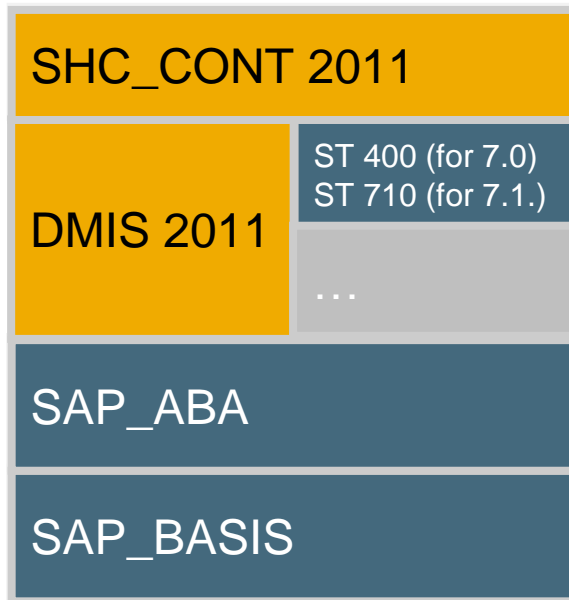 SHC_CONT 2011
DMIS 2011
ST 400 (for 7.0)
ST 710 (for 7.1.)
...
SAP_ABA
SAP_BASIS